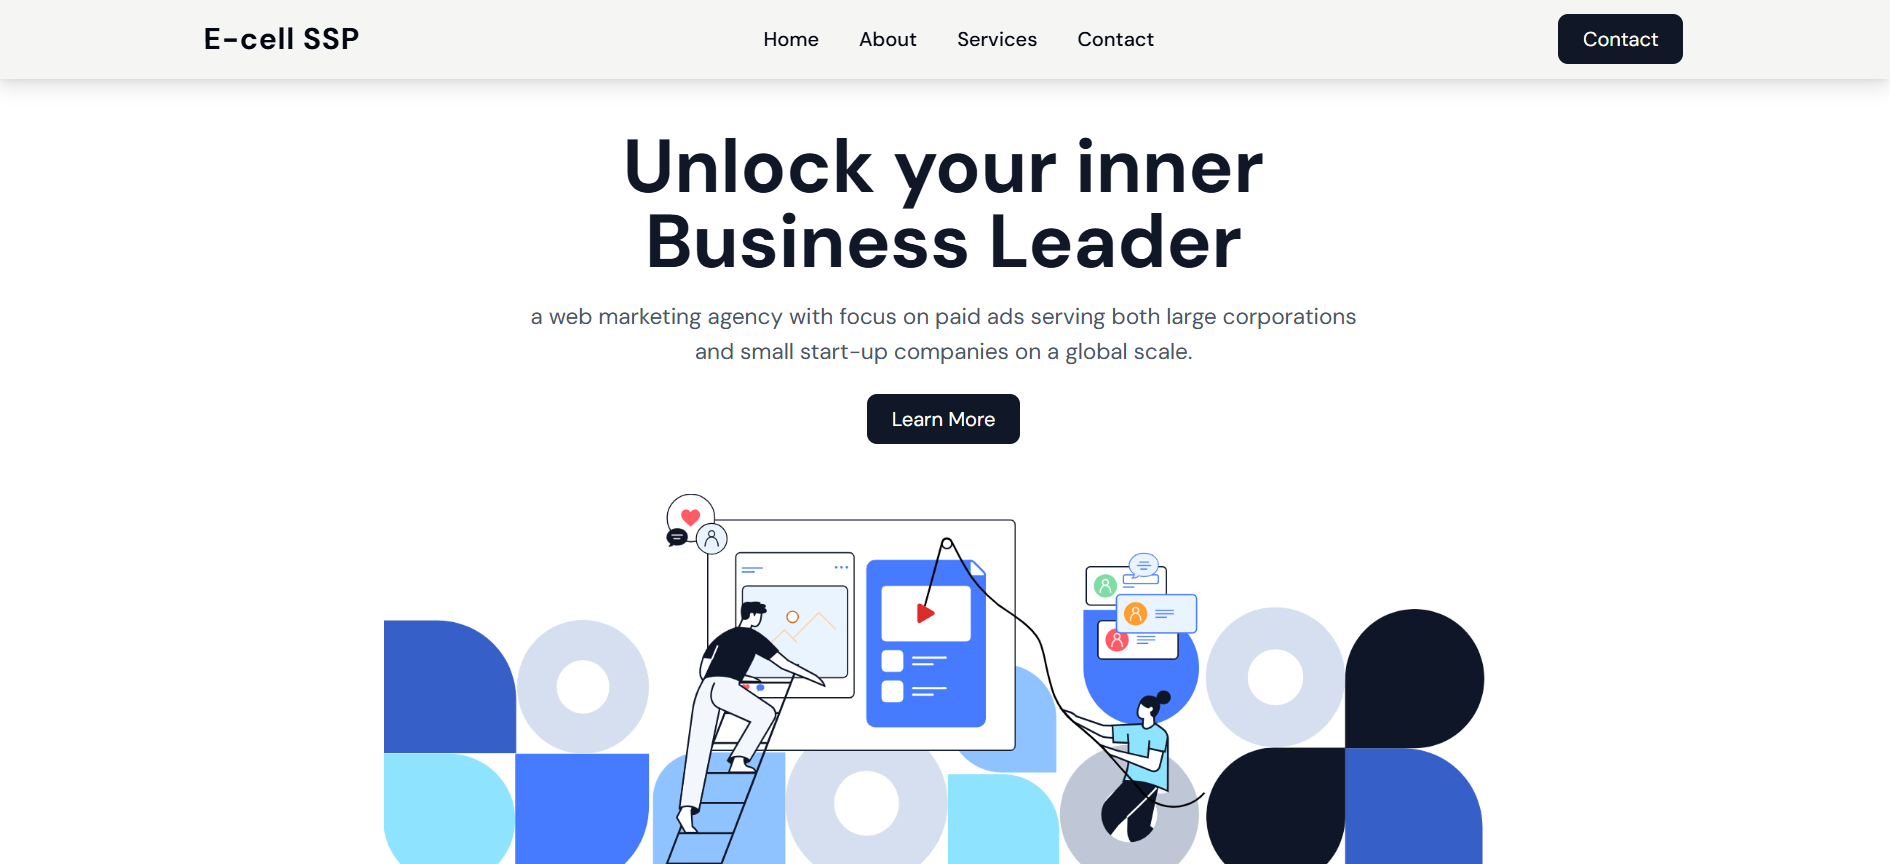 E-cell SSP
Home About Services Contact
Contact
Unlock your inner
Business Leader
a web marketing agency with focus on paid ads serving both large corporations
and small start-up companies on a global scale.
Learn More